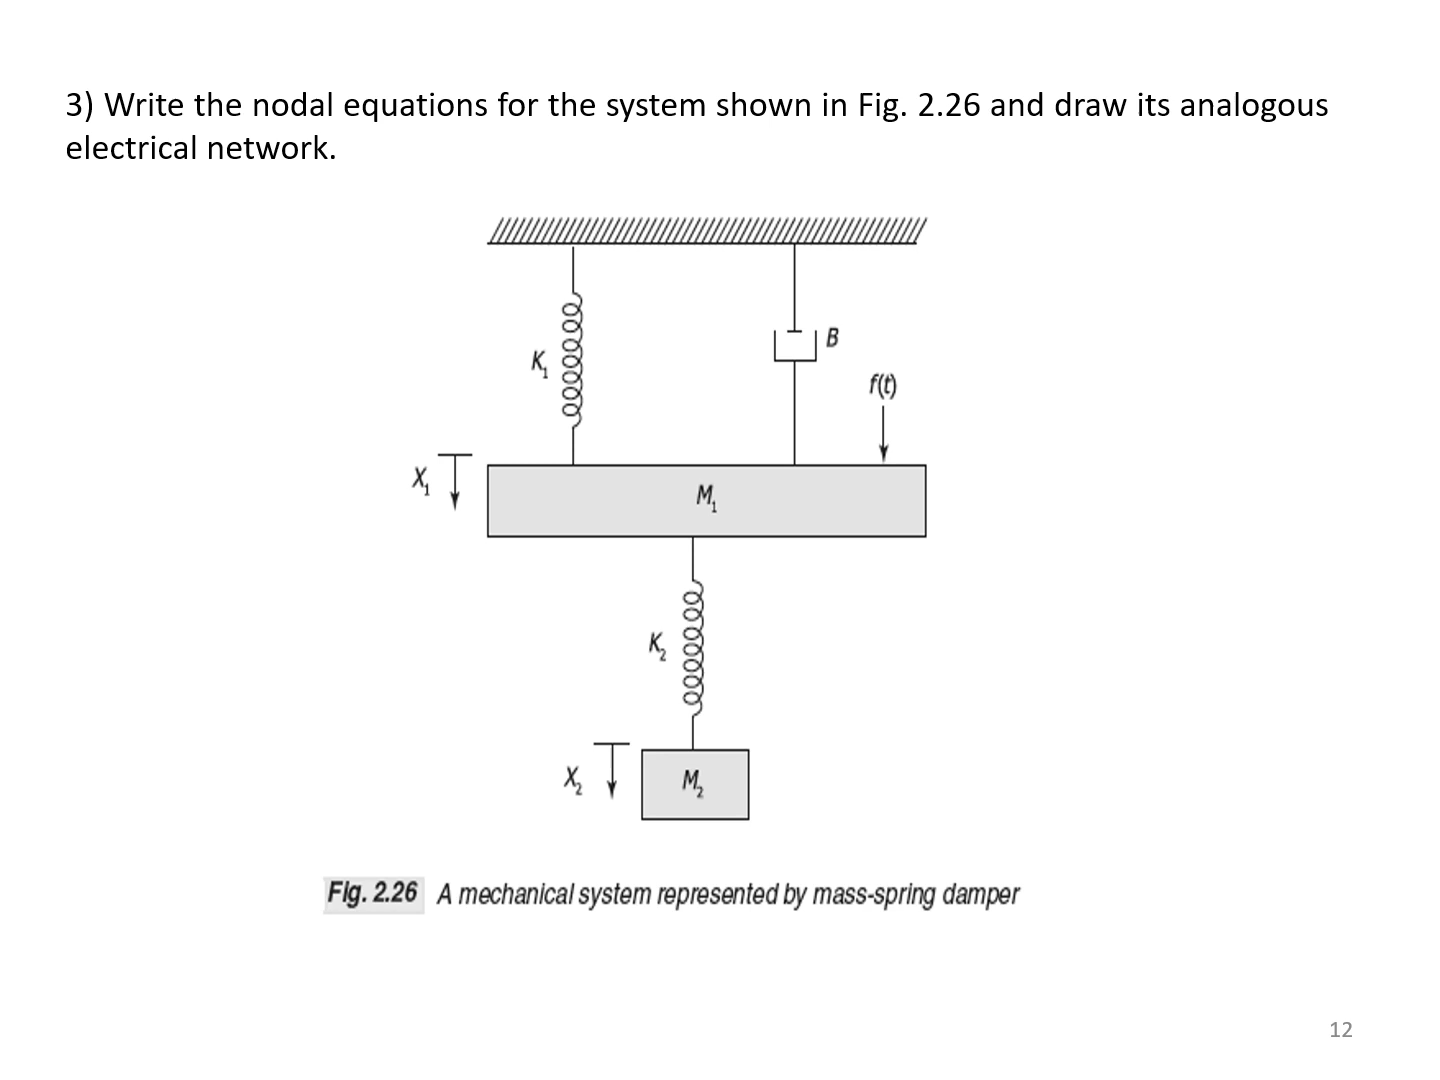 3) Write the nodal equations for the system shown in Fig. 2.26 and draw its analogous
electrical network.
K1
B
f(t)
X1
M1
K2
X2
M2
Fig. 2.26 A mechanical system represented by mass-spring damper
12